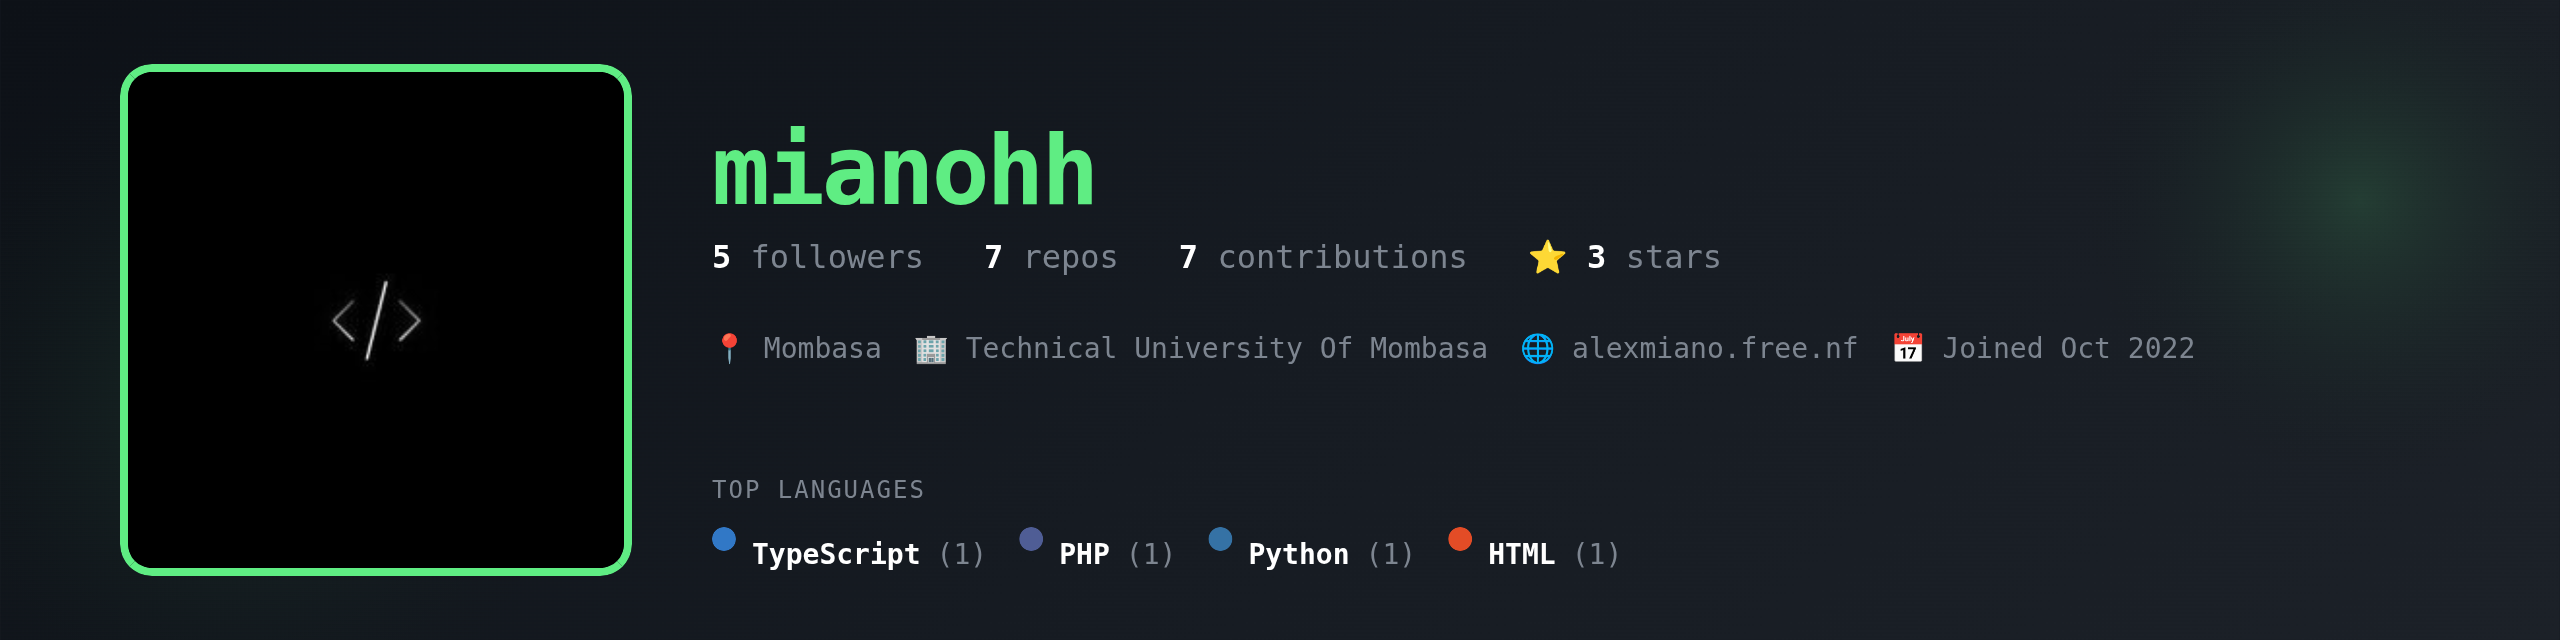 </>
mianohh
5 followers 7 repos 7 contributions ⭐ 3 stars
📍 Mombasa 🏢 Technical University Of Mombasa 🌐 alexmiano.free.nf 📅 Joined Oct 2022
TOP LANGUAGES
TypeScript (1) PHP (1) Python (1) HTML (1)